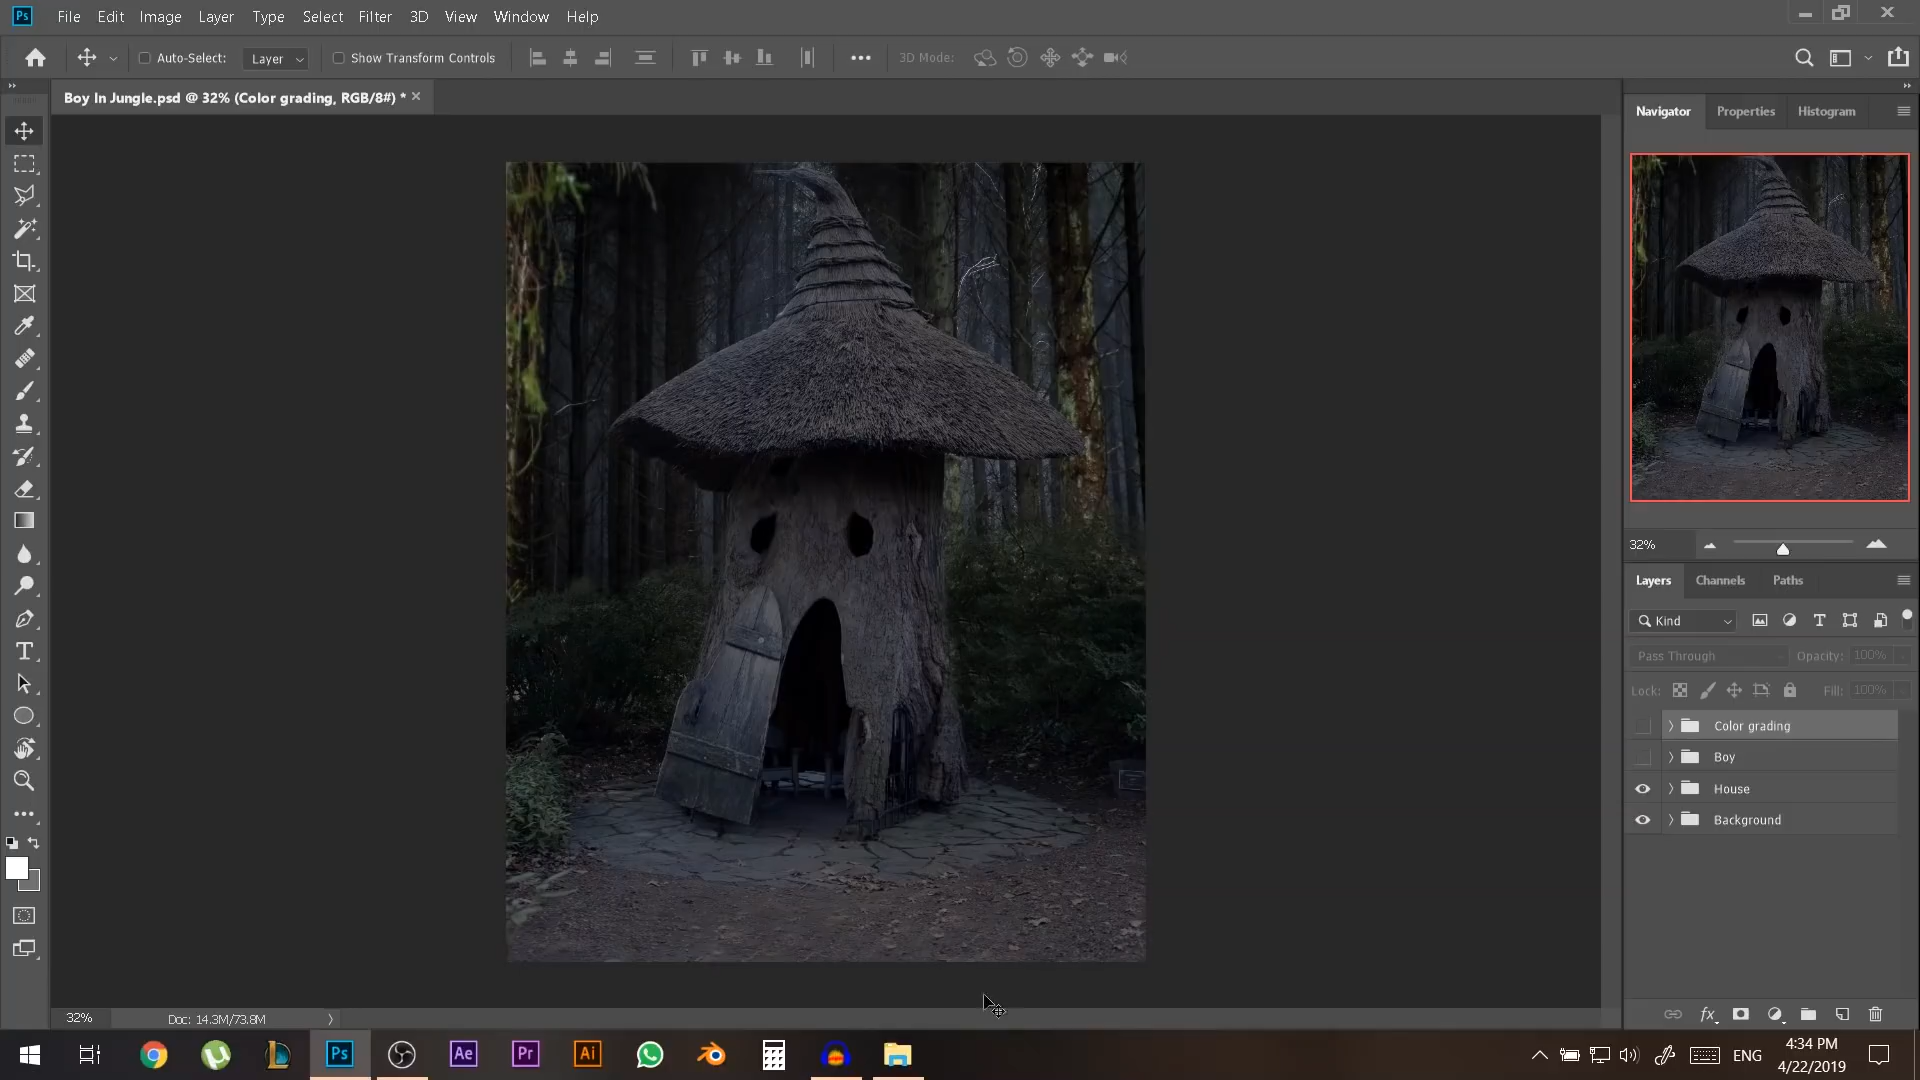 Ps File Edit Image Layer Type Select Filter 3D View Window Help
Auto-Select: Layer Show Transform Controls 3D Mode:
Boy In Jungle.psd @ 32% (Color grading, RGB/8#) *
Navigator Properties Histogram
32%
Layers Channels Paths
Kind
Pass Through Opacity: 100%
Lock: Fill: 100%
Color grading
Boy
House
Background
32% Doc: 14.3M/73.8M
Ps Ae Pr Ai ENG
4:34 PM
4/22/2019